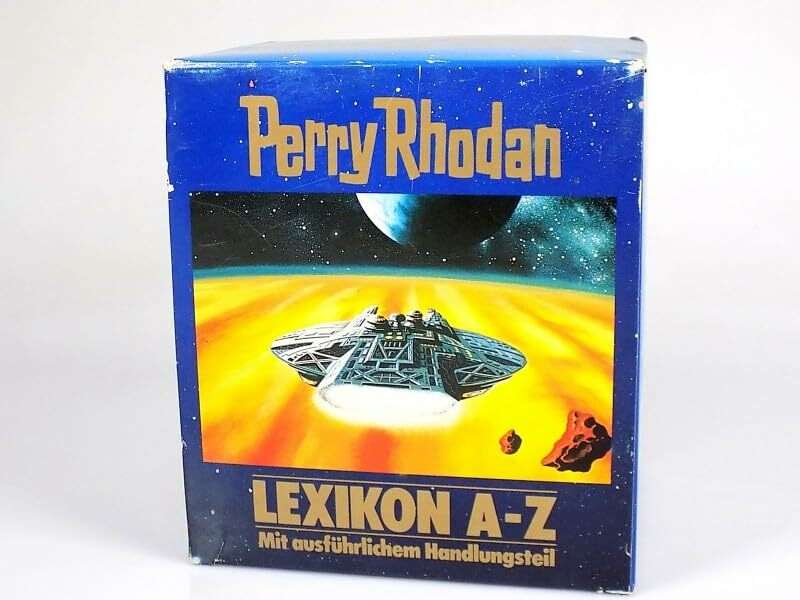 Perry Rhodan
LEXIKON A-Z
Mit ausführlichem Handlungsteil